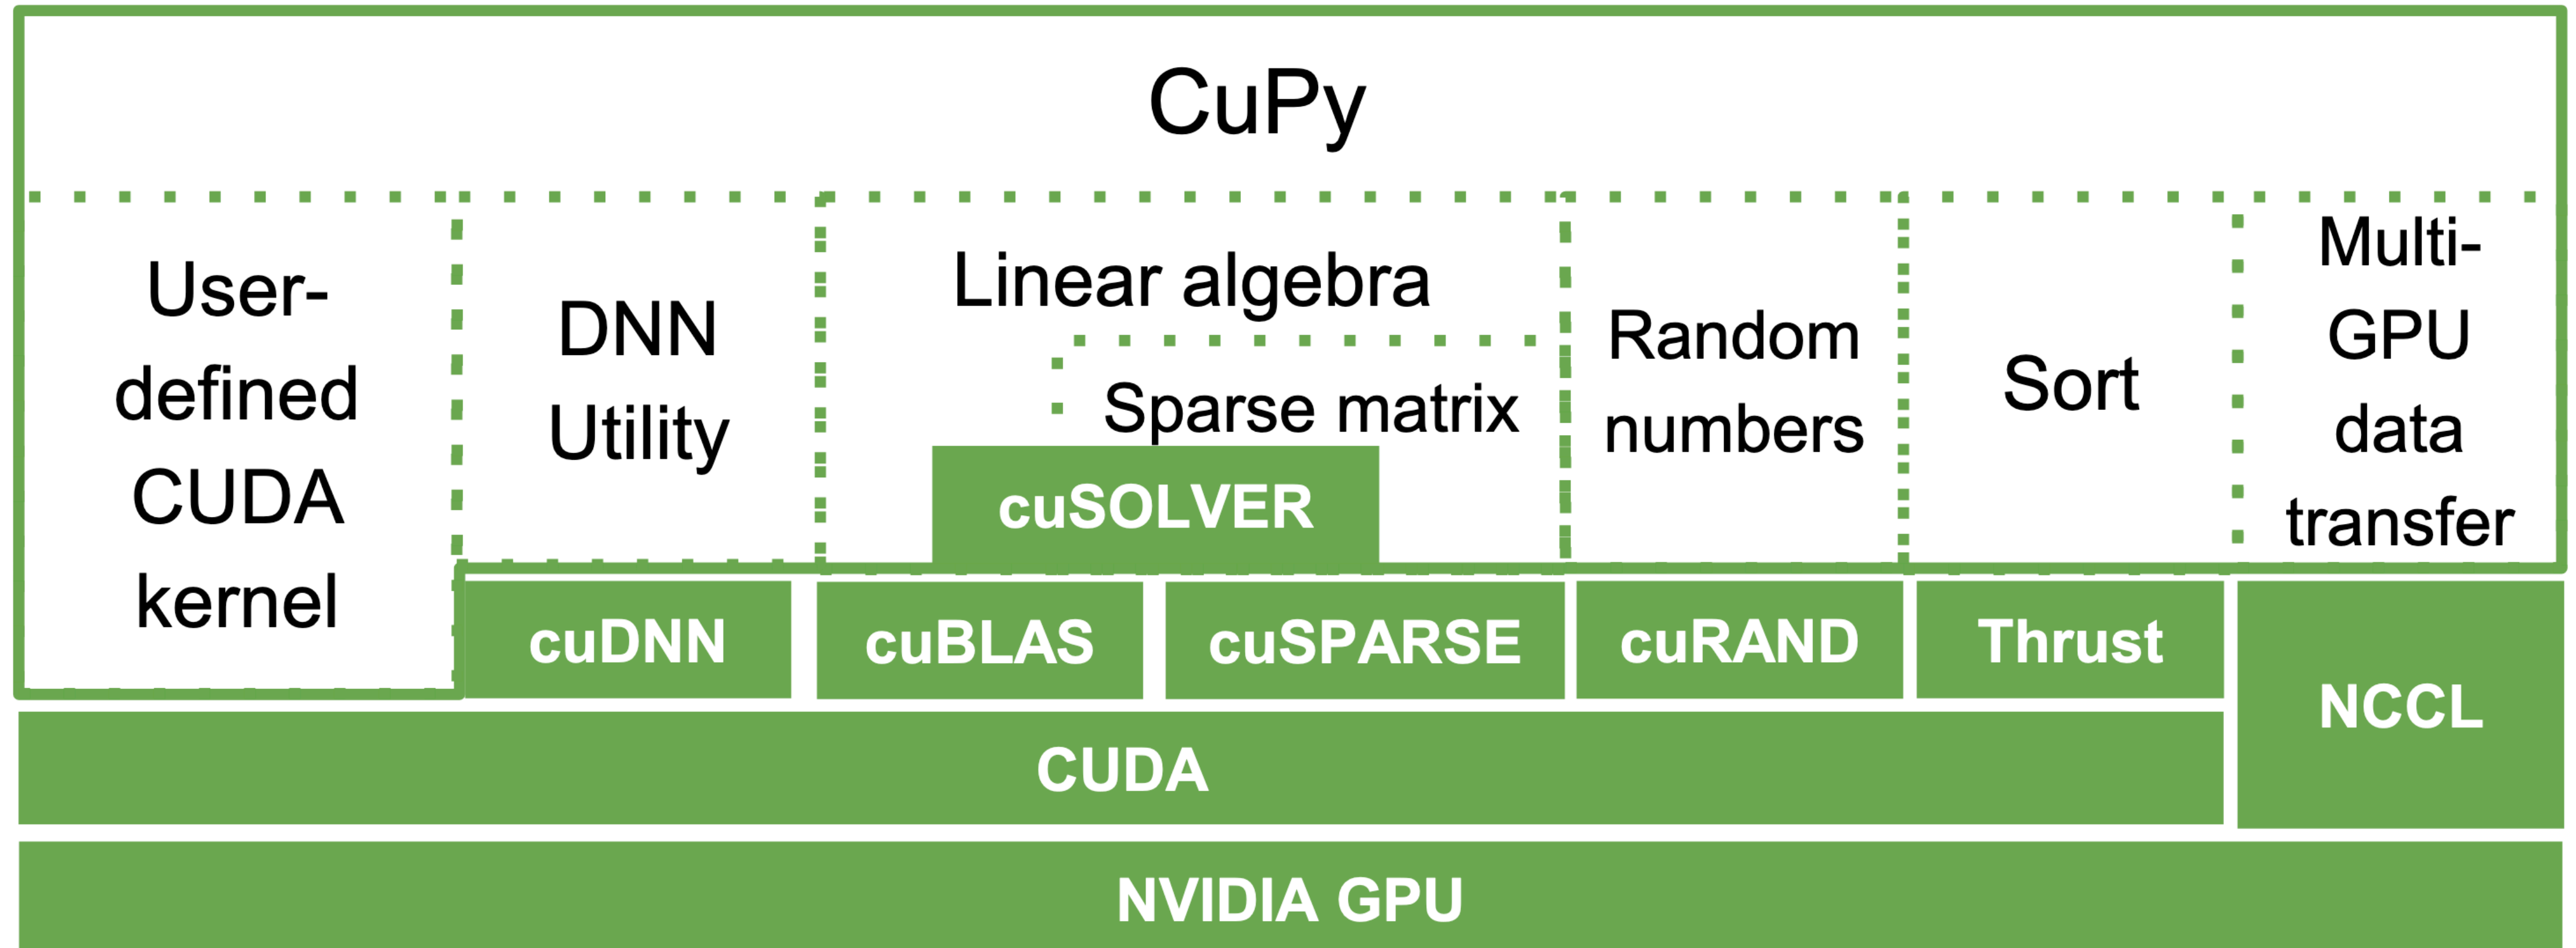 CuPy
User-
defined
CUDA
kernel
DNN
Utility
Linear algebra
Sparse matrix
cuSOLVER
Random
numbers
Sort
Multi-
GPU
data
transfer
cuDNN
cuBLAS
cuSPARSE
cuRAND
Thrust
NCCL
CUDA
NVIDIA GPU